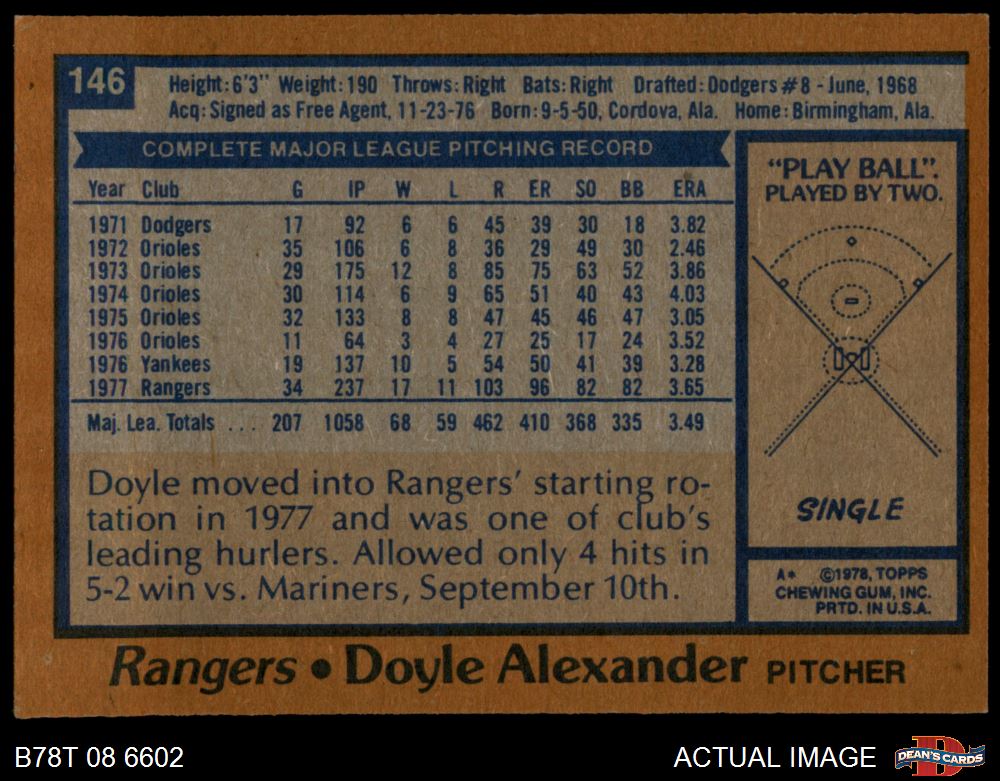 146
Height:6'3" Weight:190 Throws:Right Bats:Right Drafted:Dodgers #8 - June, 1968
Acq:Signed as Free Agent, 11-23-76 Born:9-5-50, Cordova, Ala. Home:Birmingham, Ala.
COMPLETE MAJOR LEAGUE PITCHING RECORD
Year Club G IP W L R ER SO BB ERA
1971 Dodgers 17 92 6 6 45 39 30 18 3.82
1972 Orioles 35 106 6 8 36 29 49 30 2.46
1973 Orioles 29 175 12 8 85 75 63 52 3.86
1974 Orioles 30 114 6 9 65 51 40 43 4.03
1975 Orioles 32 133 8 8 47 45 46 47 3.05
1976 Orioles 11 64 3 4 27 25 17 24 3.52
1976 Yankees 19 137 10 5 54 50 41 39 3.28
1977 Rangers 34 237 17 11 103 96 82 82 3.65
Maj. Lea. Totals ... 207 1058 68 59 462 410 368 335 3.49
Doyle moved into Rangers' starting ro-
tation in 1977 and was one of club's
leading hurlers. Allowed only 4 hits in
5-2 win vs. Mariners, September 10th.
"PLAY BALL".
PLAYED BY TWO.
SINGLE
A* ©1978, TOPPS
CHEWING GUM, INC.
PRTD. IN U.S.A.
Rangers • Doyle Alexander PITCHER
B78T 08 6602
ACTUAL IMAGE
D
DEAN'S CARDS